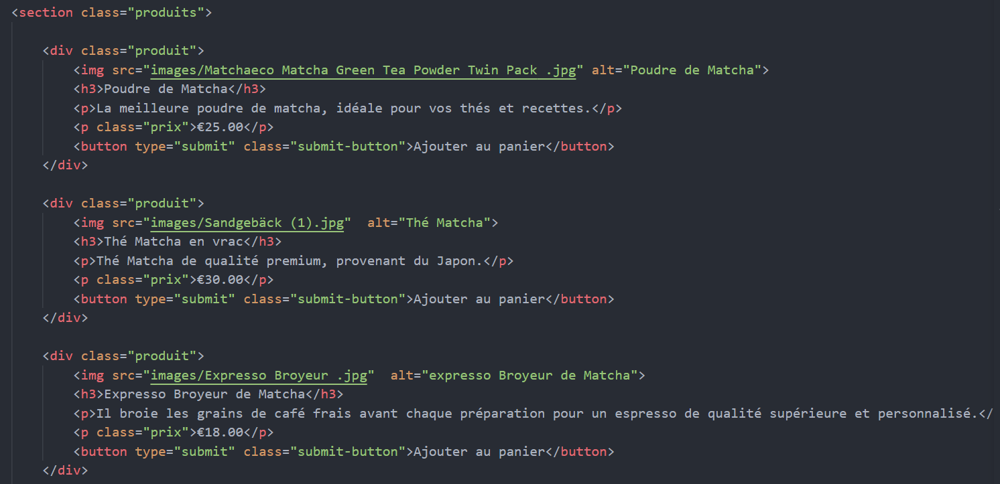 <section class="produits">
<div class="produit">
<img src="images/Matchaeco Matcha Green Tea Powder Twin Pack .jpg" alt="Poudre de Matcha">
<h3>Poudre de Matcha</h3>
<p>La meilleure poudre de matcha, idéale pour vos thés et recettes.</p>
<p class="prix">€25.00</p>
<button type="submit" class="submit-button">Ajouter au panier</button>
</div>
<div class="produit">
<img src="images/Sandgebäck (1).jpg"  alt="Thé Matcha">
<h3>Thé Matcha en vrac</h3>
<p>Thé Matcha de qualité premium, provenant du Japon.</p>
<p class="prix">€30.00</p>
<button type="submit" class="submit-button">Ajouter au panier</button>
</div>
<div class="produit">
<img src="images/Expresso Broyeur .jpg"  alt="expresso Broyeur de Matcha">
<h3>Expresso Broyeur de Matcha</h3>
<p>Il broie les grains de café frais avant chaque préparation pour un espresso de qualité supérieure et personnalisé.</
<p class="prix">€18.00</p>
<button type="submit" class="submit-button">Ajouter au panier</button>
</div>